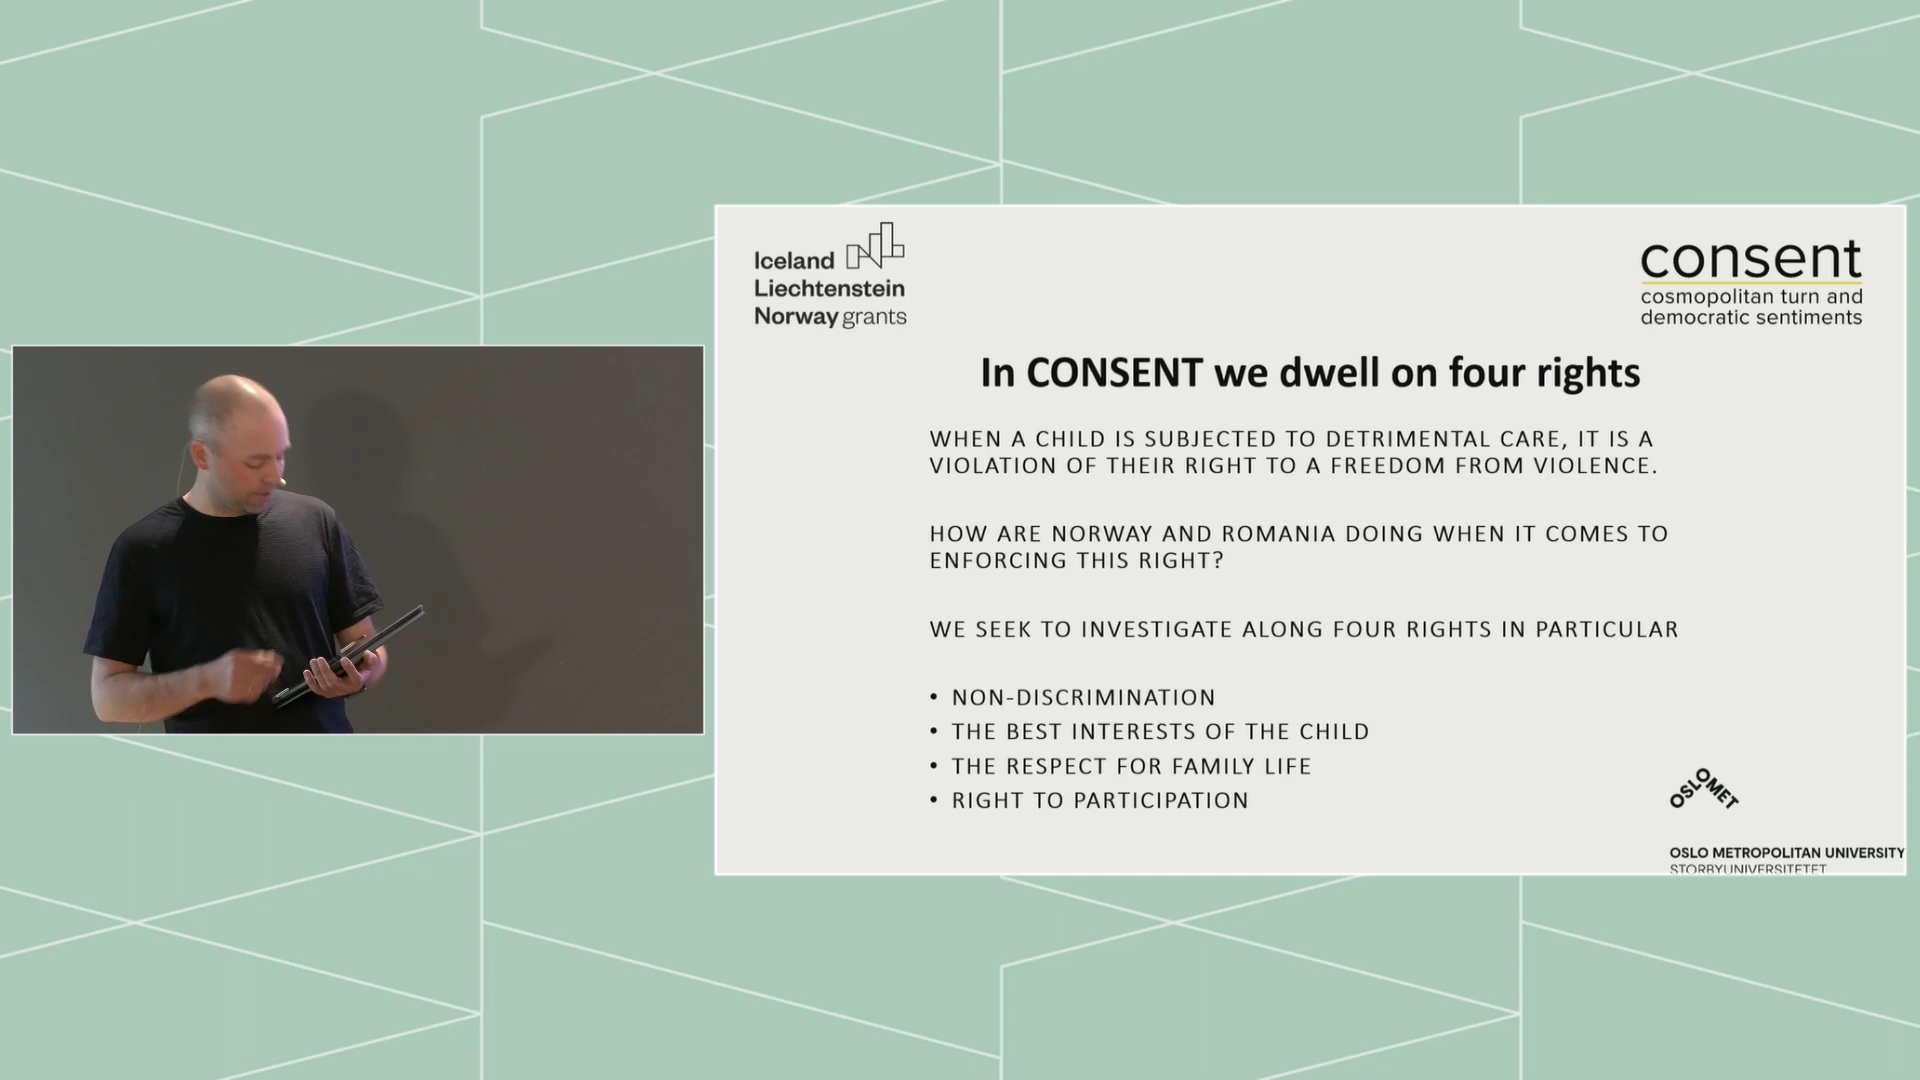 Iceland
Liechtenstein
Norway grants
consent
cosmopolitan turn and
democratic sentiments
In CONSENT we dwell on four rights
WHEN A CHILD IS SUBJECTED TO DETRIMENTAL CARE, IT IS A
VIOLATION OF THEIR RIGHT TO A FREEDOM FROM VIOLENCE.
HOW ARE NORWAY AND ROMANIA DOING WHEN IT COMES TO
ENFORCING THIS RIGHT?
WE SEEK TO INVESTIGATE ALONG FOUR RIGHTS IN PARTICULAR
• NON-DISCRIMINATION
• THE BEST INTERESTS OF THE CHILD
• THE RESPECT FOR FAMILY LIFE
• RIGHT TO PARTICIPATION
OSLOMET
OSLO METROPOLITAN UNIVERSITY
STORBYUNIVERSITETET